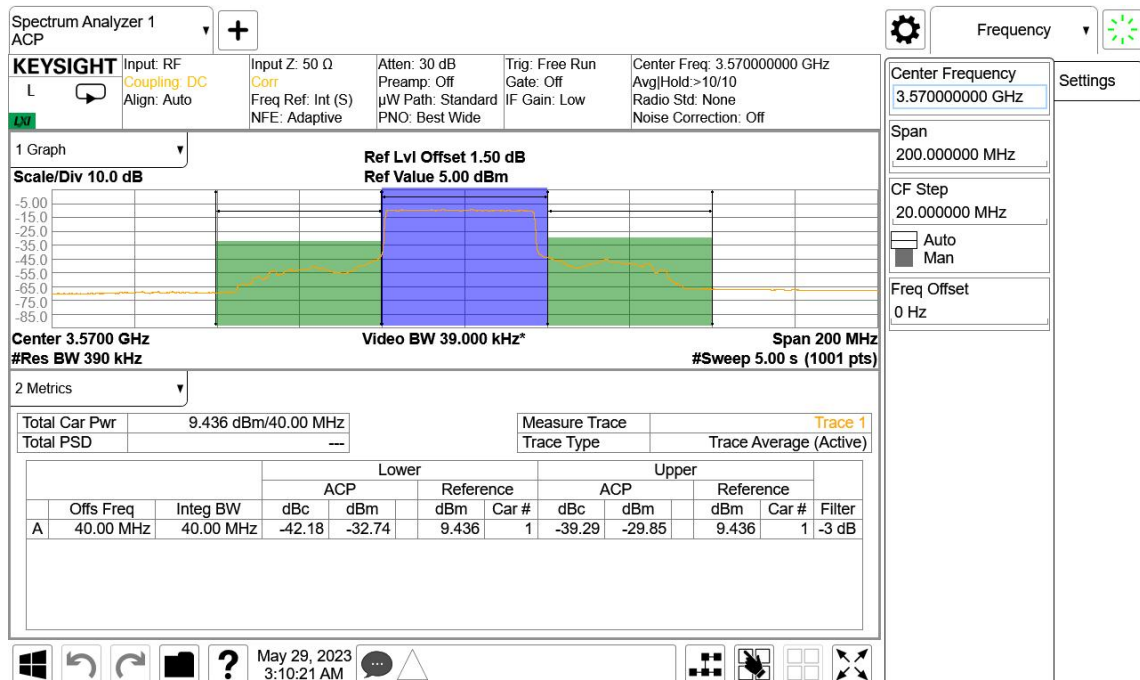 Spectrum Analyzer 1
ACP
Frequency
KEYSIGHT
L
LXI
Input: RF
Coupling: DC
Align: Auto
Input Z: 50 Ω
Corr
Freq Ref: Int (S)
NFE: Adaptive
Atten: 30 dB
Preamp: Off
µW Path: Standard
PNO: Best Wide
Trig: Free Run
Gate: Off
IF Gain: Low
Center Freq: 3.570000000 GHz
Avg|Hold:>10/10
Radio Std: None
Noise Correction: Off
Center Frequency
3.570000000 GHz
Settings
Span
200.000000 MHz
CF Step
20.000000 MHz
Auto
Man
Freq Offset
0 Hz
1 Graph
Scale/Div 10.0 dB
Ref Lvl Offset 1.50 dB
Ref Value 5.00 dBm
-5.00
-15.0
-25.0
-35.0
-45.0
-55.0
-65.0
-75.0
-85.0
Center 3.5700 GHz
#Res BW 390 kHz
Video BW 39.000 kHz*
Span 200 MHz
#Sweep 5.00 s (1001 pts)
2 Metrics
Total Car Pwr 9.436 dBm/40.00 MHz
Total PSD ---
Measure Trace Trace 1
Trace Type Trace Average (Active)
Lower Upper
ACP Reference ACP Reference
Offs Freq Integ BW dBc dBm dBm Car # dBc dBm dBm Car # Filter
A 40.00 MHz 40.00 MHz -42.18 -32.74 9.436 1 -39.29 -29.85 9.436 1 -3 dB
?
May 29, 2023
3:10:21 AM